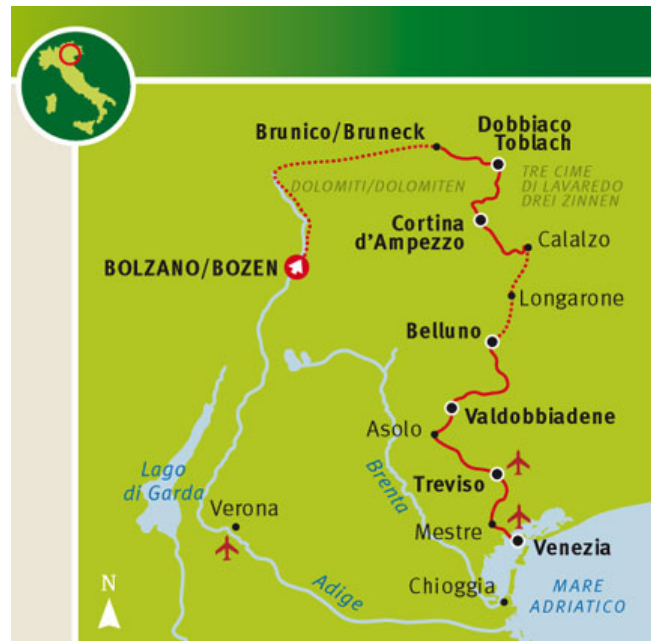 Brunico/Bruneck
Dobbiaco
Toblach
DOLOMITI/DOLOMITEN
TRE CIME
DI LAVAREDO
DREI ZINNEN
Cortina
d'Ampezzo
Calalzo
BOLZANO/BOZEN
Longarone
Belluno
Valdobbiadene
Asolo
Lago
di Garda
Brenta
Treviso
Verona
Mestre
Venezia
Chioggia
Adige
MARE
ADRIATICO
N